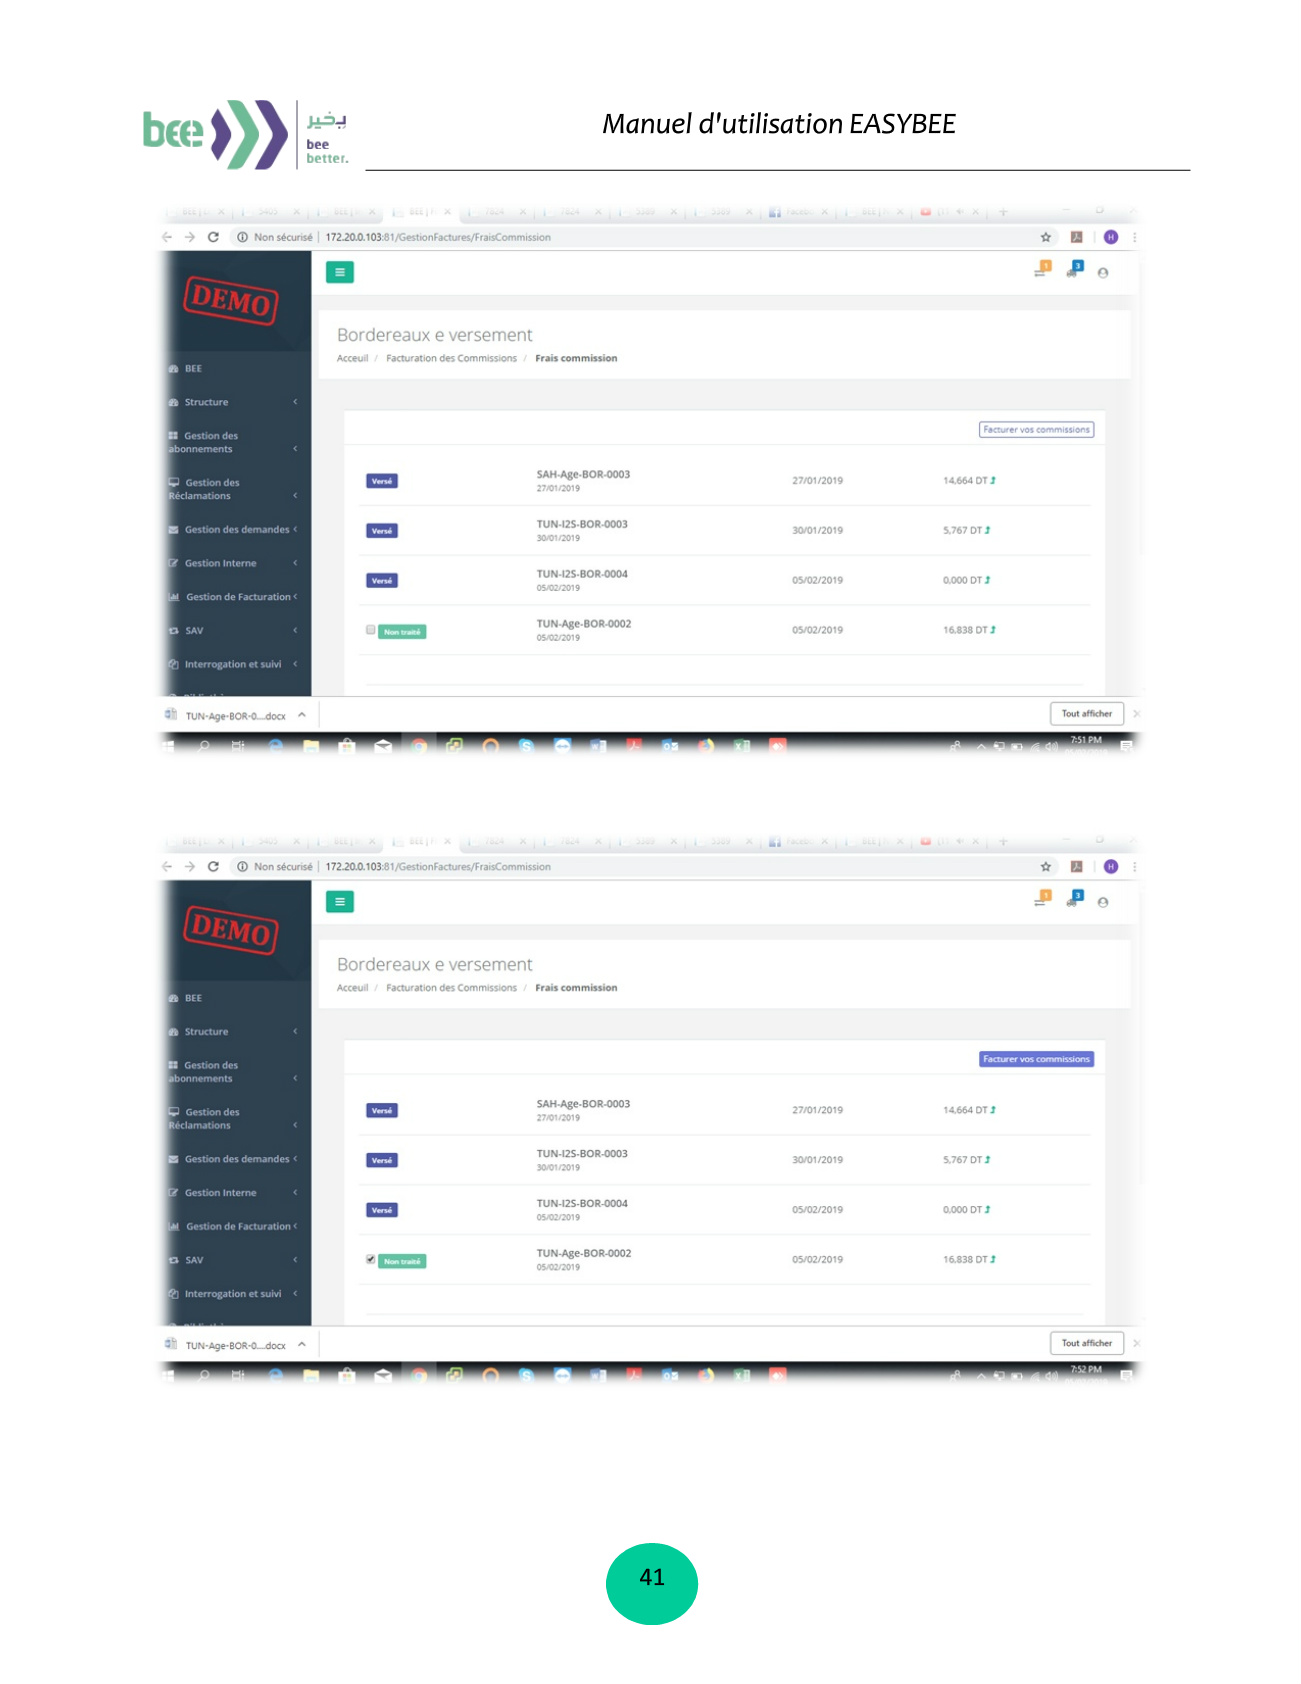 bee
بخير
bee
better.
Manuel d'utilisation EASYBEE
Non sécurisé | 172.20.0.103:81/GestionFactures/FraisCommission
H
DEMO
1
3
Bordereaux e versement
Acceuil / Facturation des Commissions / Frais commission
BEE
Structure
Gestion des
abonnements
Gestion des
Réclamations
Gestion des demandes
Gestion Interne
Gestion de Facturation
SAV
Interrogation et suivi
Facturer vos commissions
Versé SAH-Age-BOR-0003 27/01/2019 14,664 DT
27/01/2019
Versé TUN-I2S-BOR-0003 30/01/2019 5,767 DT
30/01/2019
Versé TUN-I2S-BOR-0004 05/02/2019 0,000 DT
05/02/2019
Non traité TUN-Age-BOR-0002 05/02/2019 16,838 DT
05/02/2019
TUN-Age-BOR-0....docx
Tout afficher
7:51 PM
Non sécurisé | 172.20.0.103:81/GestionFactures/FraisCommission
H
DEMO
1
3
Bordereaux e versement
Acceuil / Facturation des Commissions / Frais commission
BEE
Structure
Gestion des
abonnements
Gestion des
Réclamations
Gestion des demandes
Gestion Interne
Gestion de Facturation
SAV
Interrogation et suivi
Facturer vos commissions
Versé SAH-Age-BOR-0003 27/01/2019 14,664 DT
27/01/2019
Versé TUN-I2S-BOR-0003 30/01/2019 5,767 DT
30/01/2019
Versé TUN-I2S-BOR-0004 05/02/2019 0,000 DT
05/02/2019
Non traité TUN-Age-BOR-0002 05/02/2019 16,838 DT
05/02/2019
TUN-Age-BOR-0....docx
Tout afficher
7:52 PM
41